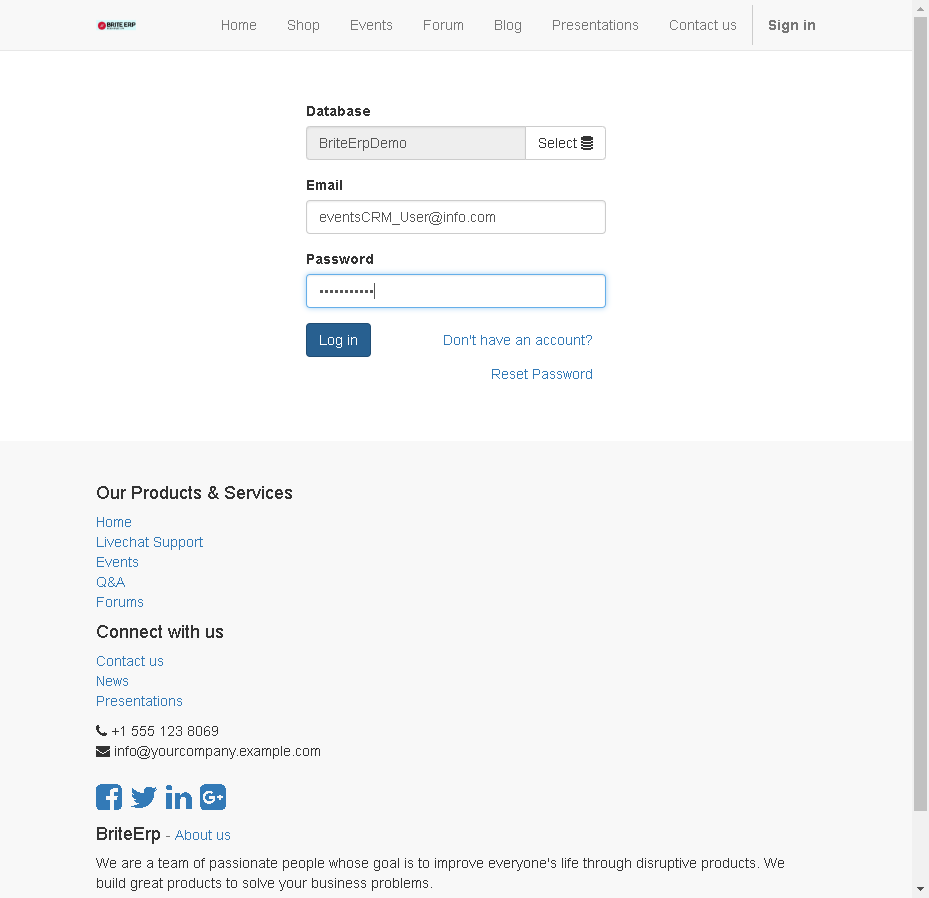 BRITE ERP
Home Shop Events Forum Blog Presentations Contact us Sign in
Database
BriteErpDemo Select
Email
eventsCRM_User@info.com
Password
•••••••••••
Log in Don't have an account?
Reset Password
Our Products & Services
Home
Livechat Support
Events
Q&A
Forums
Connect with us
Contact us
News
Presentations
+1 555 123 8069
info@yourcompany.example.com
BriteErp - About us
We are a team of passionate people whose goal is to improve everyone's life through disruptive products. We
build great products to solve your business problems.